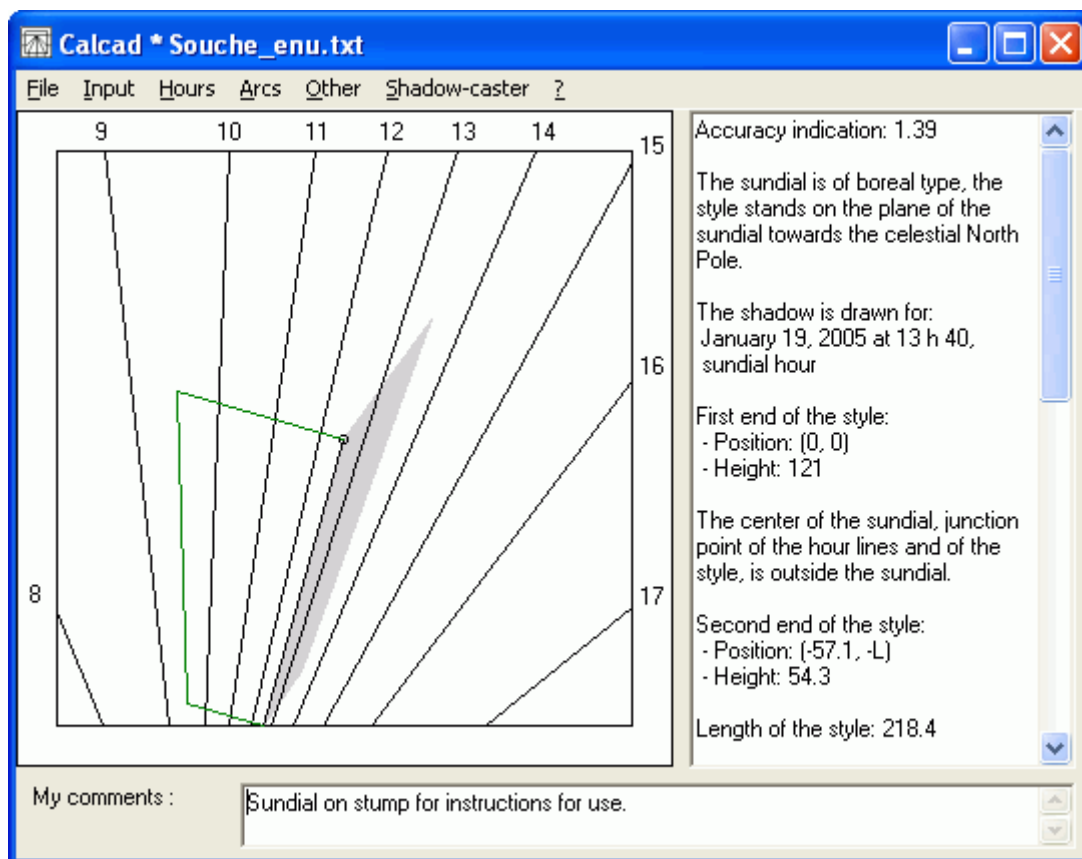 Calcad * Souche_enu.txt
File Input Hours Arcs Other Shadow-caster ?
9 10 11 12 13 14 15
16
8
17
Accuracy indication: 1.39
The sundial is of boreal type, the
style stands on the plane of the
sundial towards the celestial North
Pole.
The shadow is drawn for:
January 19, 2005 at 13 h 40,
sundial hour
First end of the style:
- Position: (0, 0)
- Height: 121
The center of the sundial, junction
point of the hour lines and of the
style, is outside the sundial.
Second end of the style:
- Position: (-57.1, -L)
- Height: 54.3
Length of the style: 218.4
My comments :
Sundial on stump for instructions for use.